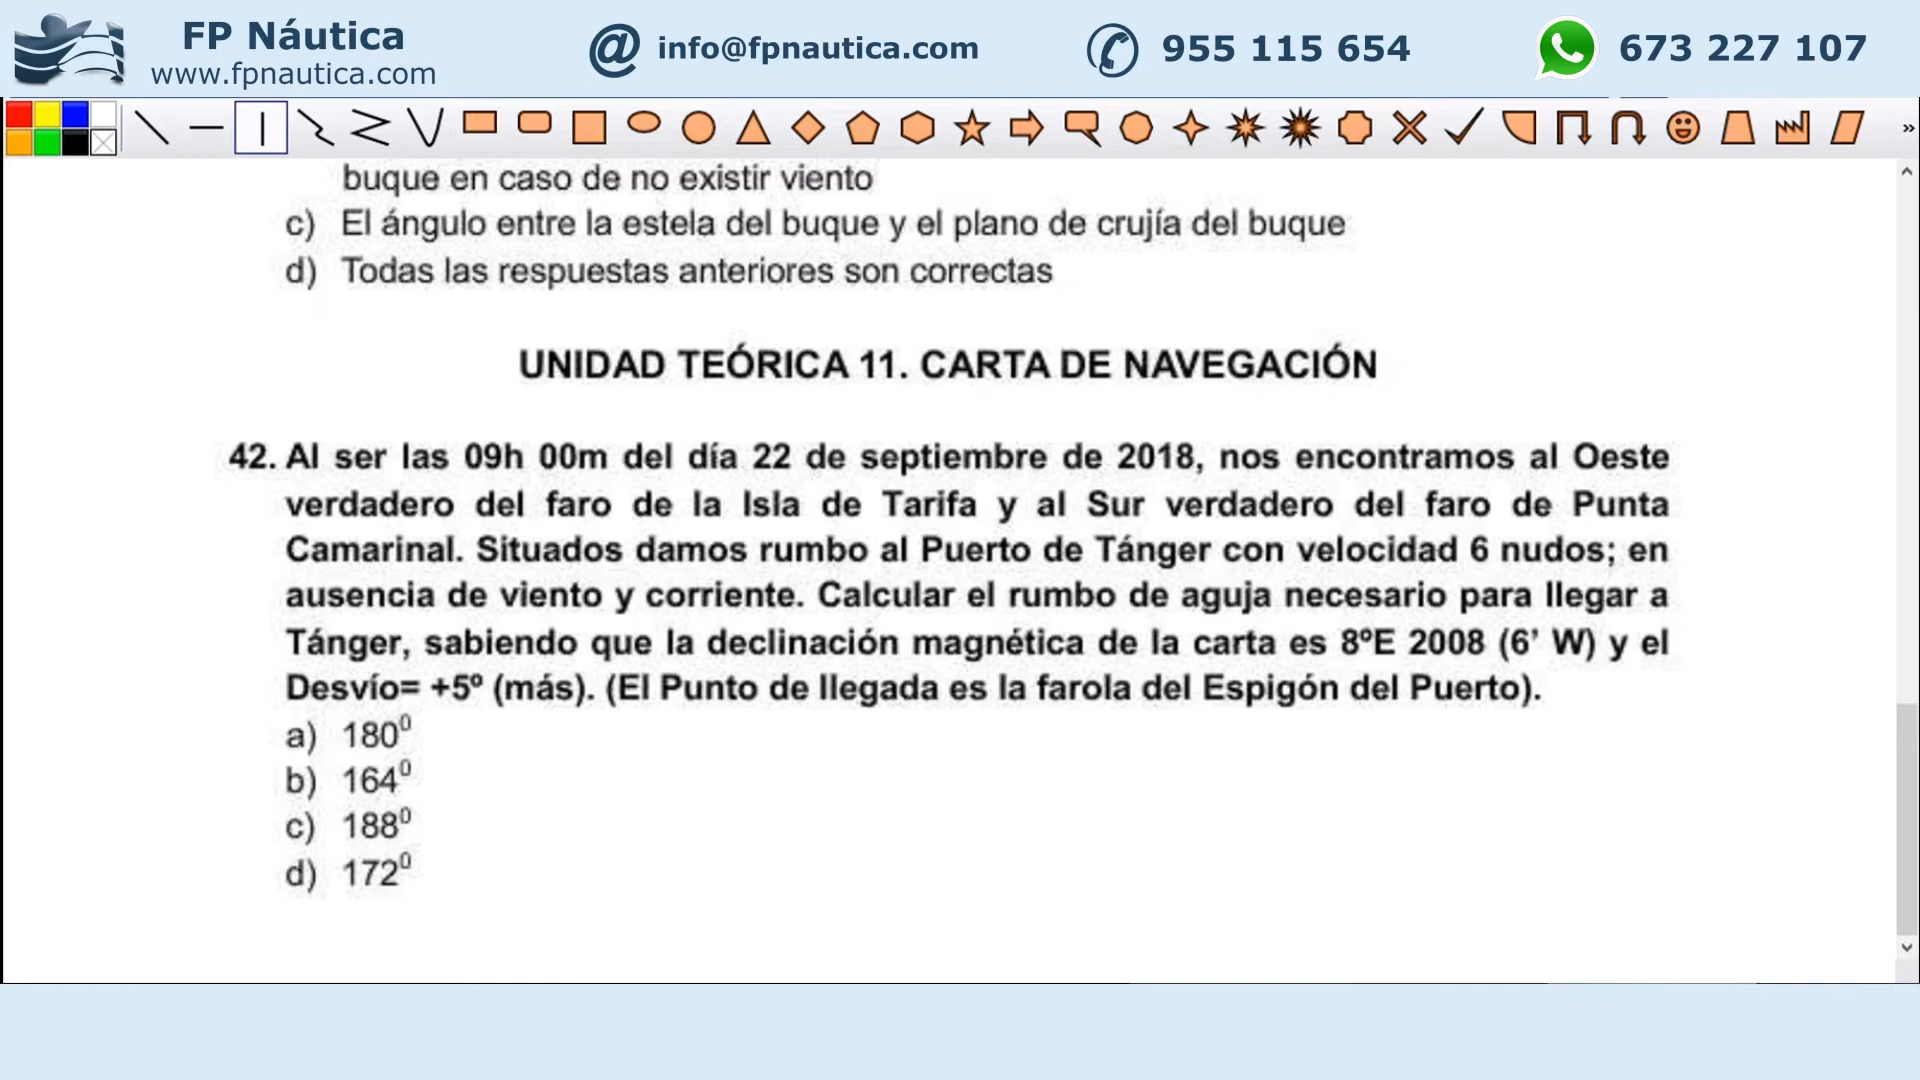 FP Náutica
www.fpnautica.com
@ info@fpnautica.com
955 115 654
673 227 107
»
buque en caso de no existir viento
c) El ángulo entre la estela del buque y el plano de crujía del buque
d) Todas las respuestas anteriores son correctas
UNIDAD TEÓRICA 11. CARTA DE NAVEGACIÓN
42. Al ser las 09h 00m del día 22 de septiembre de 2018, nos encontramos al Oeste
verdadero del faro de la Isla de Tarifa y al Sur verdadero del faro de Punta
Camarinal. Situados damos rumbo al Puerto de Tánger con velocidad 6 nudos; en
ausencia de viento y corriente. Calcular el rumbo de aguja necesario para llegar a
Tánger, sabiendo que la declinación magnética de la carta es 8ºE 2008 (6’ W) y el
Desvío= +5º (más). (El Punto de llegada es la farola del Espigón del Puerto).
a) 180⁰
b) 164⁰
c) 188⁰
d) 172⁰